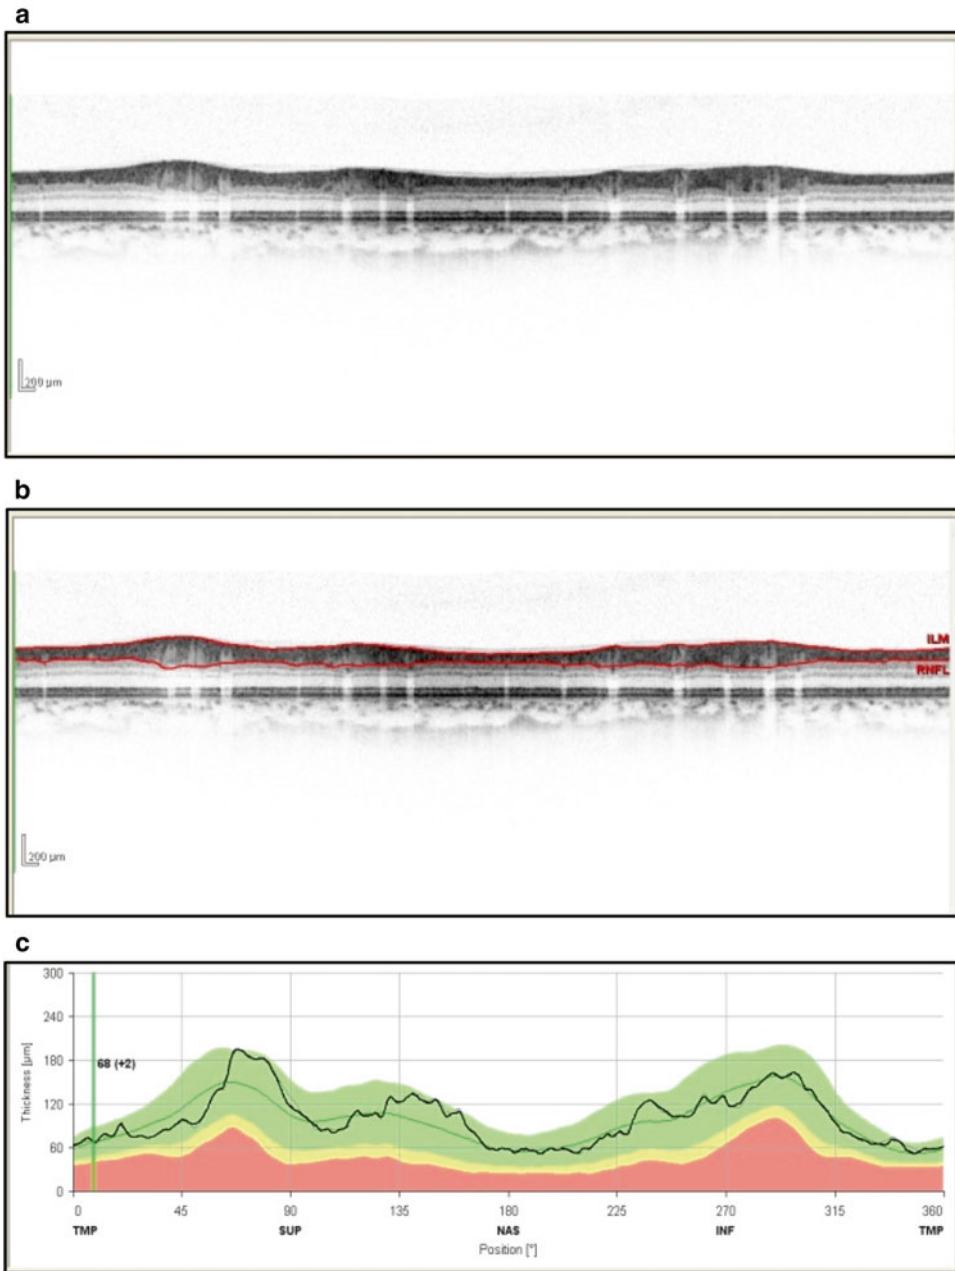 a
200 µm
b
ILM
RNFL
200 µm
c
300
240
180
120
60
0
Thickness [µm]
68 (+2)
0 45 90 135 180 225 270 315 360
TMP SUP NAS INF TMP
Position [°]